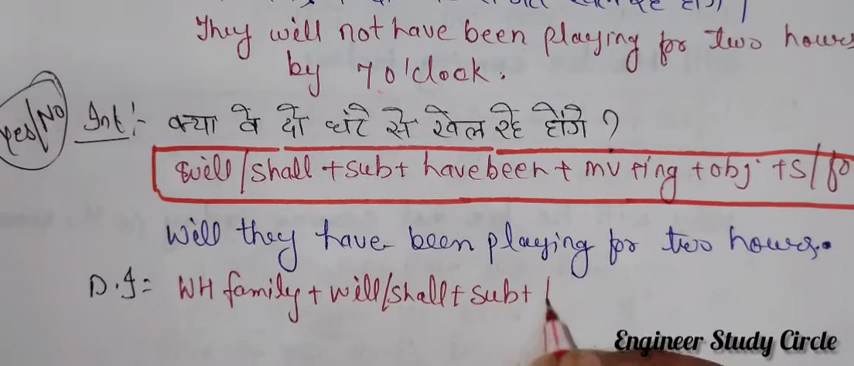 They will not have been playing for two hours
by 7 o'clock.
Yes/No Int:- क्या वे दो घंटे से खेल रहे होंगे ?
will/shall + sub + have been + mv + ing + obj + s/fo
will they have been playing for two hours.
D.I = WH family + will/shall + sub +
Engineer Study Circle